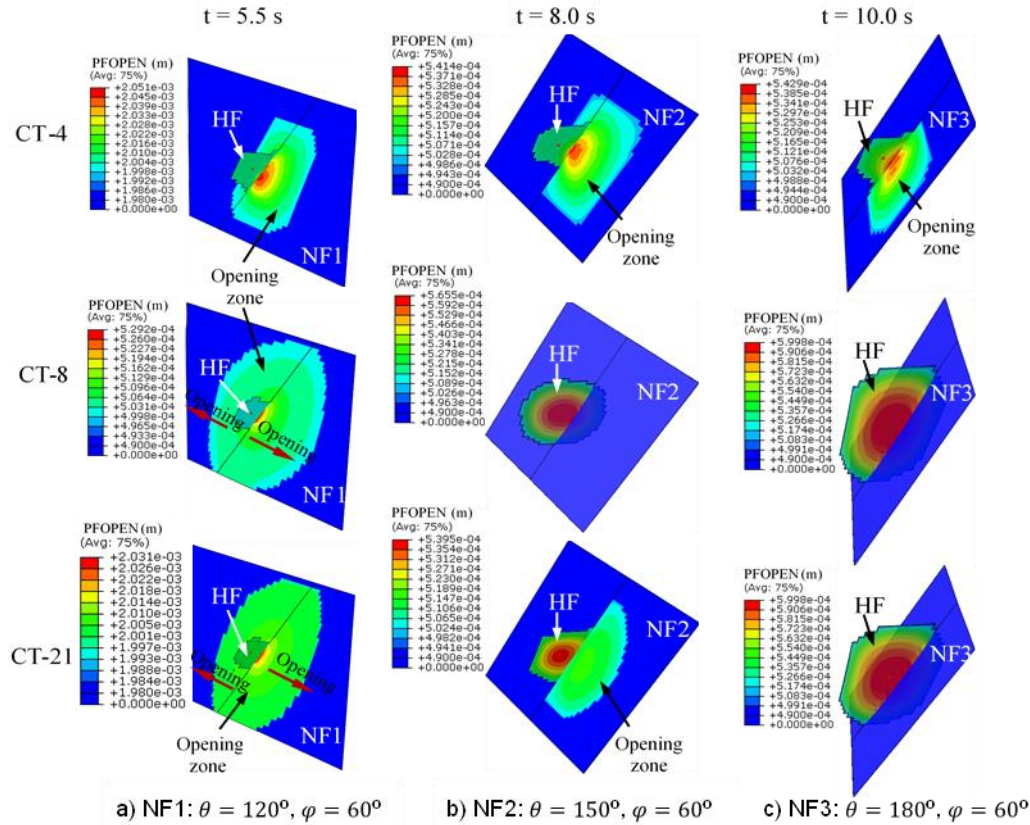 t = 5.5 s
t = 8.0 s
t = 10.0 s
CT-4
PFOPEN (m)
(Avg: 75%)
+2.051e-03
+2.045e-03
+2.039e-03
+2.033e-03
+2.028e-03
+2.022e-03
+2.016e-03
+2.010e-03
+2.004e-03
+1.998e-03
+1.992e-03
+1.986e-03
+1.980e-03
+0.000e+00
HF
NF1
Opening
zone
PFOPEN (m)
(Avg: 75%)
+5.414e-04
+5.371e-04
+5.328e-04
+5.285e-04
+5.243e-04
+5.200e-04
+5.157e-04
+5.114e-04
+5.071e-04
+5.028e-04
+4.986e-04
+4.943e-04
+4.900e-04
+0.000e+00
HF
NF2
Opening
zone
PFOPEN (m)
(Avg: 75%)
+5.429e-04
+5.385e-04
+5.341e-04
+5.297e-04
+5.253e-04
+5.209e-04
+5.165e-04
+5.121e-04
+5.076e-04
+5.032e-04
+4.988e-04
+4.944e-04
+4.900e-04
+0.000e+00
HF
NF3
Opening
zone
CT-8
PFOPEN (m)
(Avg: 75%)
+5.292e-04
+5.260e-04
+5.227e-04
+5.194e-04
+5.162e-04
+5.129e-04
+5.096e-04
+5.064e-04
+5.031e-04
+4.998e-04
+4.965e-04
+4.933e-04
+4.900e-04
+0.000e+00
HF
Opening
Opening
NF1
PFOPEN (m)
(Avg: 75%)
+5.655e-04
+5.592e-04
+5.529e-04
+5.466e-04
+5.403e-04
+5.341e-04
+5.278e-04
+5.215e-04
+5.152e-04
+5.089e-04
+5.026e-04
+4.963e-04
+4.900e-04
+0.000e+00
HF
NF2
PFOPEN (m)
(Avg: 75%)
+5.998e-04
+5.906e-04
+5.815e-04
+5.723e-04
+5.632e-04
+5.540e-04
+5.449e-04
+5.357e-04
+5.266e-04
+5.174e-04
+5.083e-04
+4.991e-04
+4.900e-04
+0.000e+00
HF
NF3
CT-21
PFOPEN (m)
(Avg: 75%)
+2.031e-03
+2.026e-03
+2.022e-03
+2.018e-03
+2.014e-03
+2.010e-03
+2.005e-03
+2.001e-03
+1.997e-03
+1.993e-03
+1.988e-03
+1.984e-03
+1.980e-03
+0.000e+00
HF
Opening
Opening
Opening
zone
NF1
PFOPEN (m)
(Avg: 75%)
+5.395e-04
+5.354e-04
+5.312e-04
+5.271e-04
+5.230e-04
+5.189e-04
+5.147e-04
+5.106e-04
+5.065e-04
+5.024e-04
+4.982e-04
+4.941e-04
+4.900e-04
+0.000e+00
HF
NF2
Opening
zone
PFOPEN (m)
(Avg: 75%)
+5.998e-04
+5.906e-04
+5.815e-04
+5.723e-04
+5.632e-04
+5.540e-04
+5.449e-04
+5.357e-04
+5.266e-04
+5.174e-04
+5.083e-04
+4.991e-04
+4.900e-04
+0.000e+00
HF
NF3
a) NF1: θ = 120º, φ = 60º
b) NF2: θ = 150º, φ = 60º
c) NF3: θ = 180º, φ = 60º